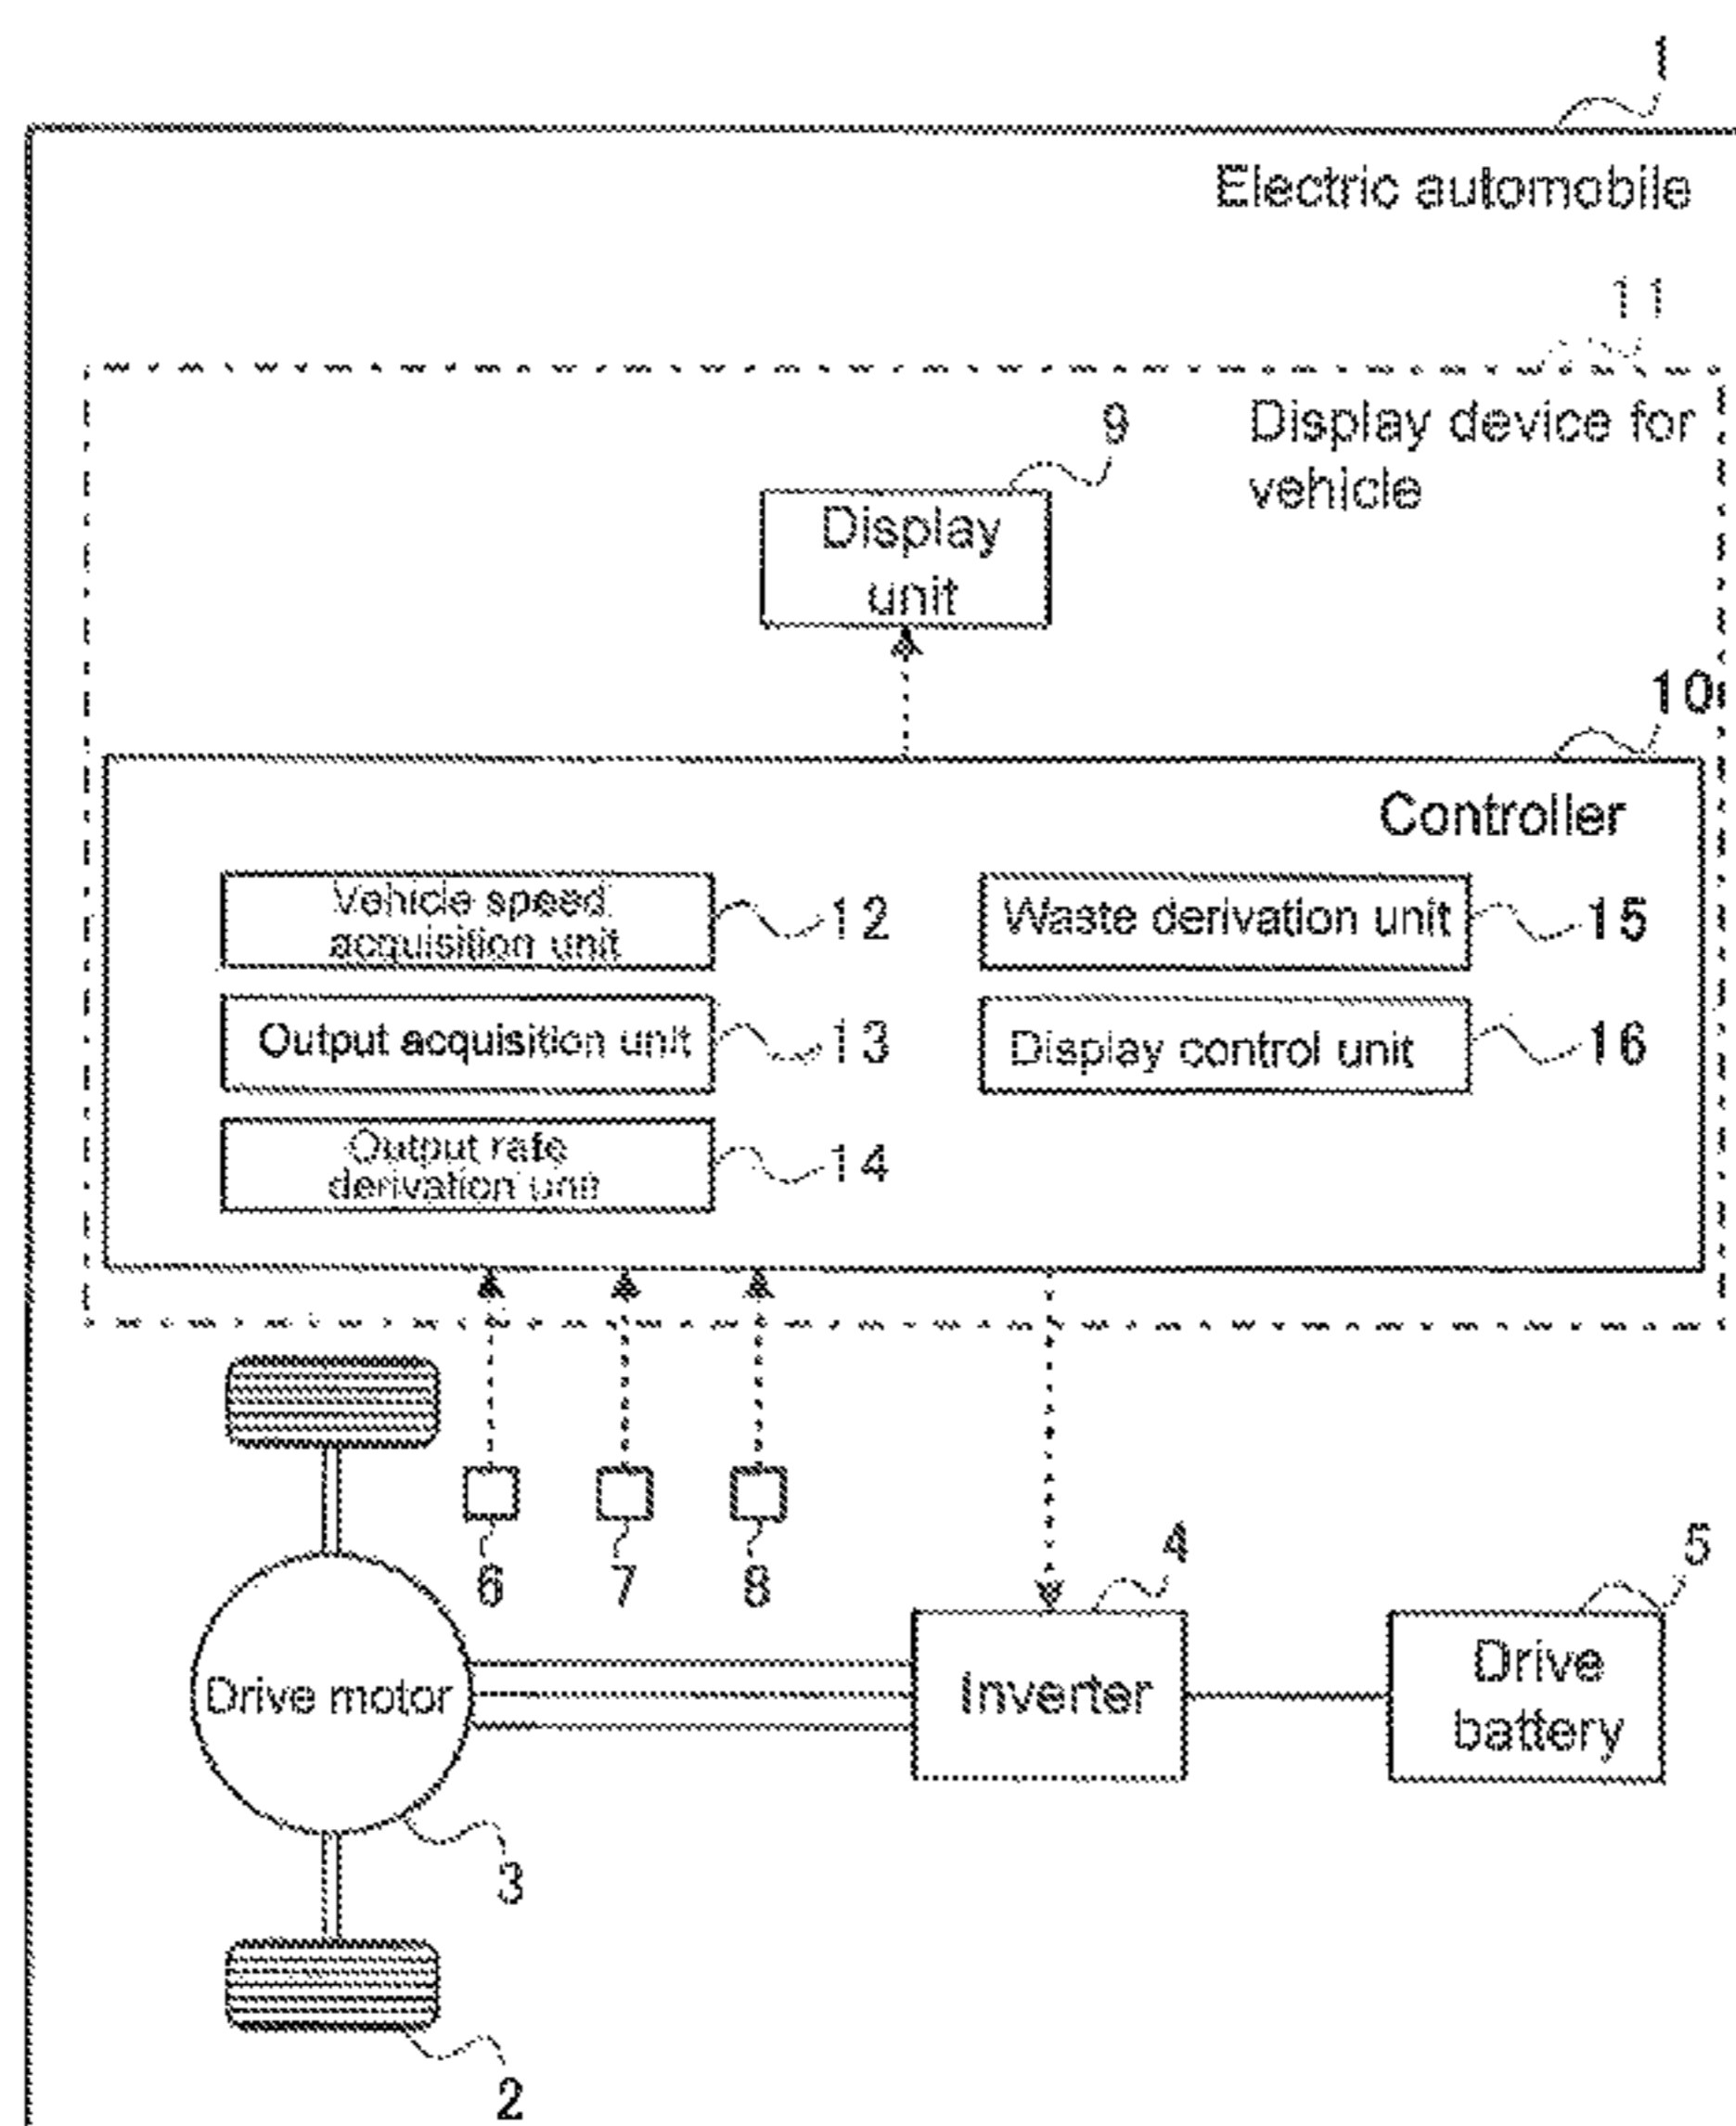 1
Electric automobile
11
Display device for
vehicle
9
Display
unit
10
Controller
Vehicle speed
acquisition unit
12
Waste derivation unit
15
Output acquisition unit
13
Display control unit
16
Output rate
derivation unit
14
6
7
8
4
5
Drive motor
Inverter
Drive
battery
3
2